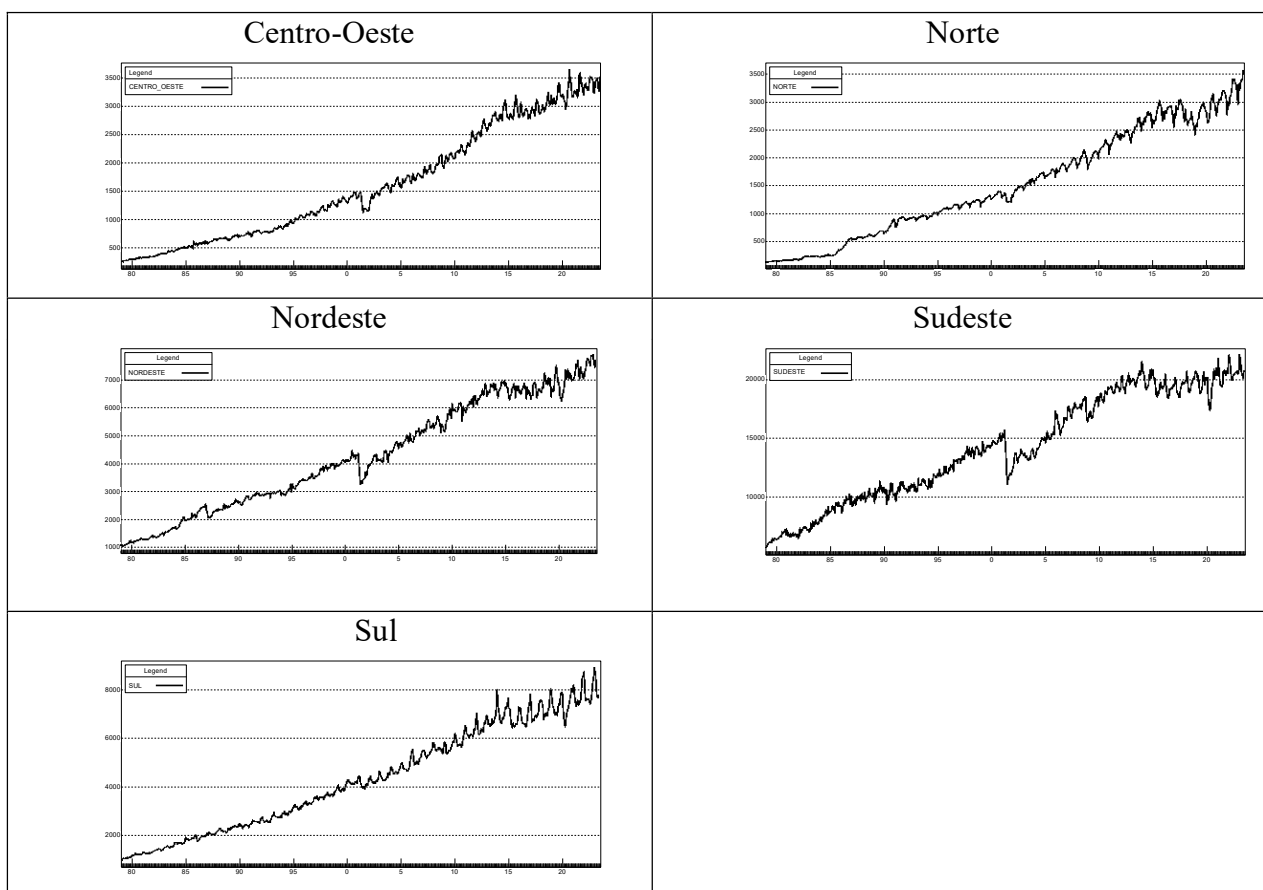 Centro-Oeste
Legend
CENTRO_OESTE
3500
3000
2500
2000
1500
1000
500
80 85 90 95 0 5 10 15 20
Norte
Legend
NORTE
3500
3000
2500
2000
1500
1000
500
80 85 90 95 0 5 10 15 20
Nordeste
Legend
NORDESTE
7000
6000
5000
4000
3000
2000
1000
80 85 90 95 0 5 10 15 20
Sudeste
Legend
SUDESTE
20000
15000
10000
80 85 90 95 0 5 10 15 20
Sul
Legend
SUL
8000
6000
4000
2000
80 85 90 95 0 5 10 15 20